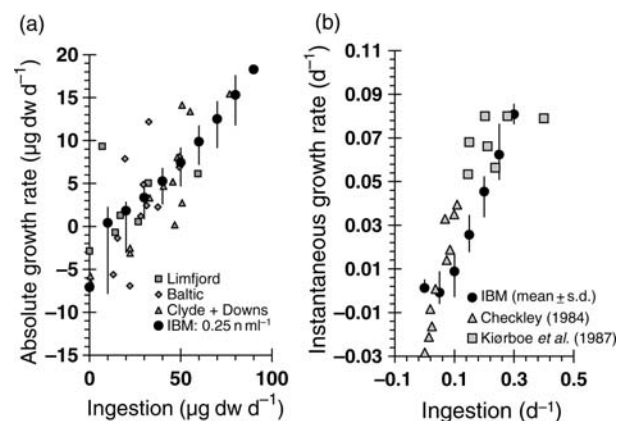 (a)
Absolute growth rate (µg dw d⁻¹)
20
15
10
5
0
−5
−10
−15
Limfjord
Baltic
Clyde + Downs
IBM: 0.25 n ml⁻¹
0 50 100
Ingestion (µg dw d⁻¹)
(b)
Instantaneous growth rate (d⁻¹)
0.11
0.09
0.07
0.05
0.03
0.01
−0.01
−0.03
IBM (mean ± s.d.)
Checkley (1984)
Kiørboe et al. (1987)
−0.1 0.1 0.3 0.5
Ingestion (d⁻¹)